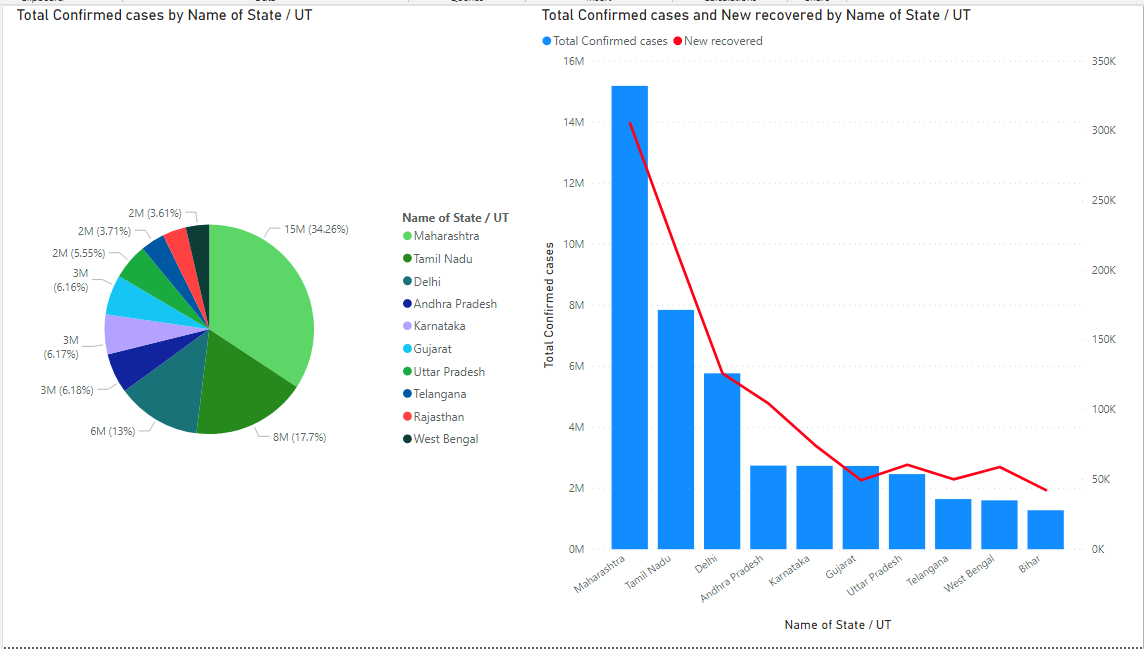 Total Confirmed cases by Name of State / UT
2M (3.61%)
2M (3.71%)
2M (5.55%)
3M
(6.16%)
3M
(6.17%)
3M (6.18%)
6M (13%)
15M (34.26%)
8M (17.7%)
Name of State / UT
Maharashtra
Tamil Nadu
Delhi
Andhra Pradesh
Karnataka
Gujarat
Uttar Pradesh
Telangana
Rajasthan
West Bengal
Total Confirmed cases and New recovered by Name of State / UT
Total Confirmed cases New recovered
16M
14M
12M
10M
8M
6M
4M
2M
0M
Total Confirmed cases
350K
300K
250K
200K
150K
100K
50K
0K
Maharashtra
Tamil Nadu
Delhi
Andhra Pradesh
Karnataka
Gujarat
Uttar Pradesh
Telangana
West Bengal
Bihar
Name of State / UT